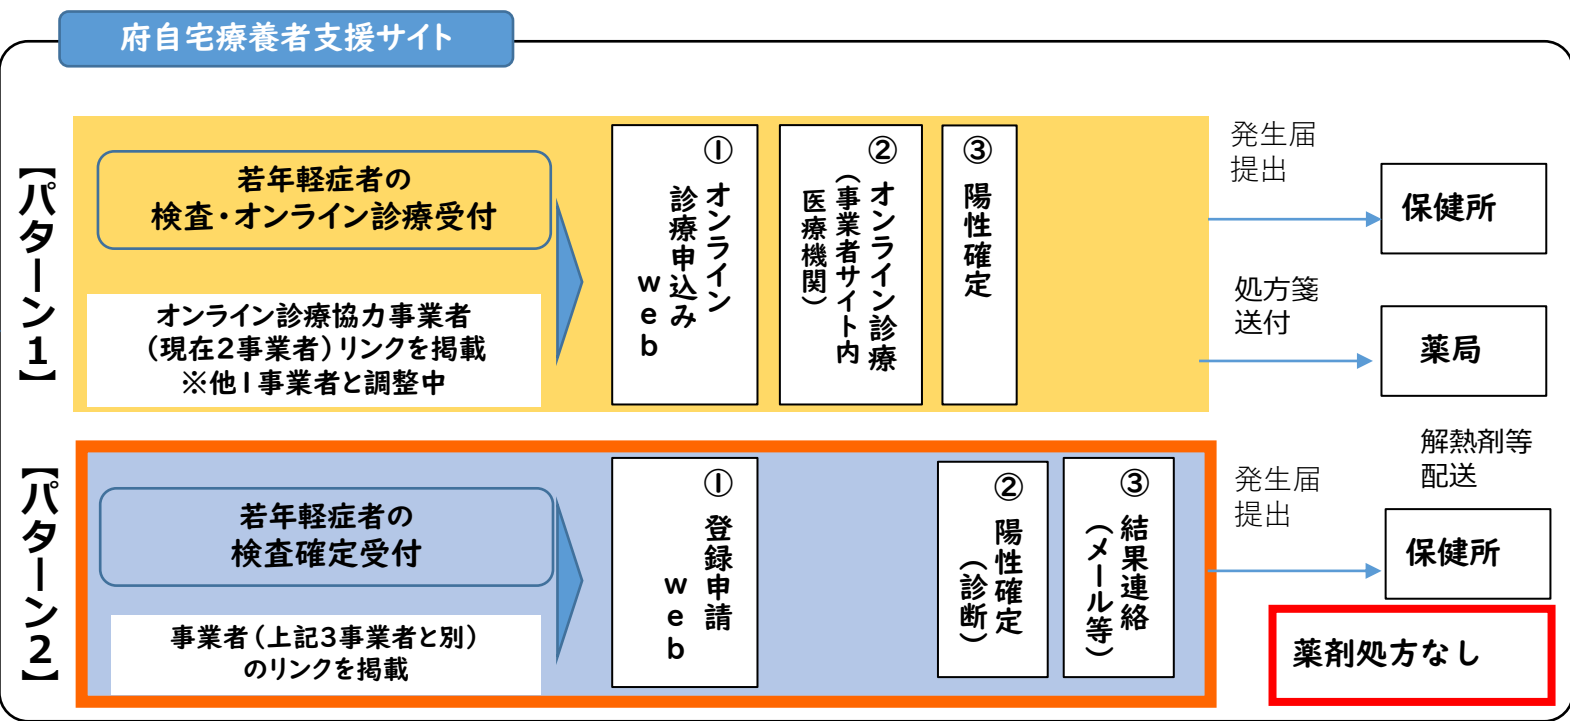 府自宅療養者支援サイト
【パターン1】
若年軽症者の
検査・オンライン診療受付
オンライン診療協力事業者
(現在2事業者)リンクを掲載
※他1事業者と調整中
①オンライン
診療申込み
web
②オンライン診療
(事業者サイト内
医療機関)
③陽性確定
発生届
提出
保健所
処方箋
送付
薬局
解熱剤等
配送
【パターン2】
若年軽症者の
検査確定受付
事業者(上記3事業者と別)
のリンクを掲載
①登録申請
web
②陽性確定
(診断)
③結果連絡
(メール等)
発生届
提出
保健所
薬剤処方なし